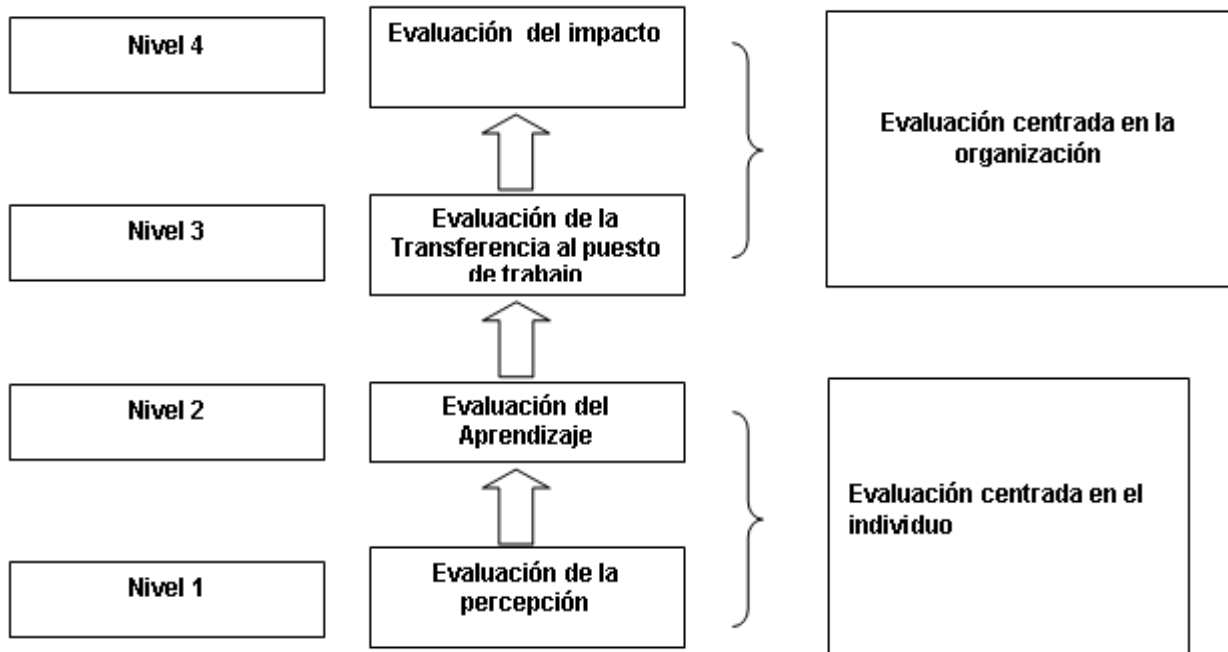 Nivel 4
Evaluación del impacto
Evaluación centrada en la
organización
Nivel 3
Evaluación de la
Transferencia al puesto
de trabajo
Nivel 2
Evaluación del
Aprendizaje
Evaluación centrada en el
individuo
Nivel 1
Evaluación de la
percepción